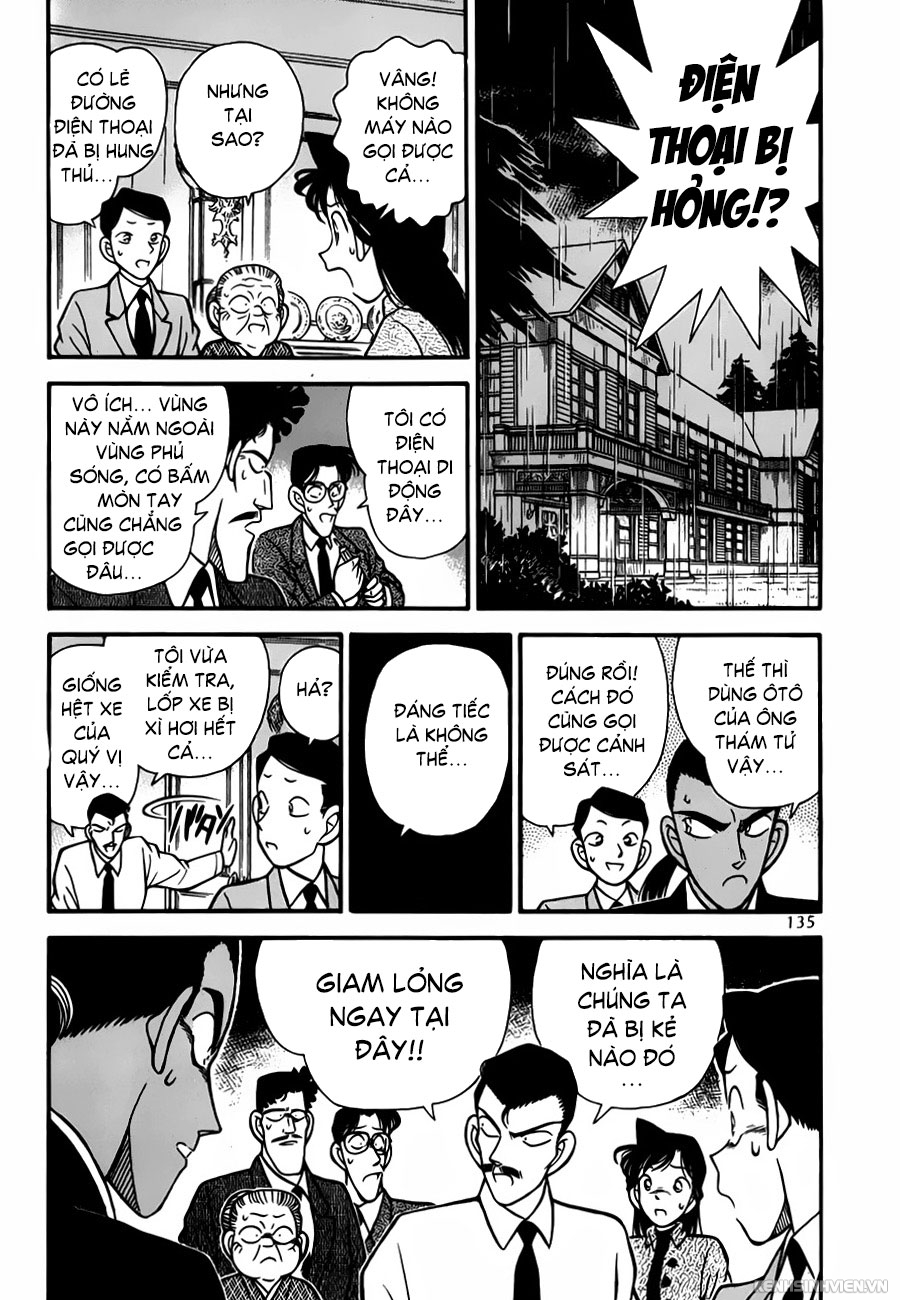 ĐIỆN
THOẠI BỊ
HỎNG!?
VÂNG!
KHÔNG
MÁY NÀO
GỌI ĐƯỢC
CẢ...
NHƯNG
TẠI
SAO?
CÓ LẼ
ĐƯỜNG
ĐIỆN THOẠI
ĐÃ BỊ HUNG
THỦ...
TÔI CÓ
ĐIỆN
THOẠI DI
ĐỘNG
ĐÂY...
VÔ ÍCH... VÙNG
NÀY NẰM NGOÀI
VÙNG PHỦ
SÓNG, CÓ BẤM
MÒN TAY
CŨNG CHẲNG
GỌI ĐƯỢC
ĐÂU...
THẾ THÌ
DÙNG ÔTÔ
CỦA ÔNG
THÁM TỬ
VẬY...
ĐÚNG RỒI!
CÁCH ĐÓ
CŨNG GỌI
ĐƯỢC CẢNH
SÁT...
ĐÁNG TIẾC
LÀ KHÔNG
THỂ...
HẢ?
TÔI VỪA
KIỂM TRA,
LỐP XE BỊ
XÌ HƠI HẾT
CẢ...
GIỐNG
HỆT XE
CỦA
QUÝ VỊ
VẬY...
バタン
135
NGHĨA LÀ
CHÚNG TA
ĐÃ BỊ KẺ
NÀO ĐÓ
...
GIAM LỎNG
NGAY TẠI
ĐÂY!!
KENHSINHVIEN.VN